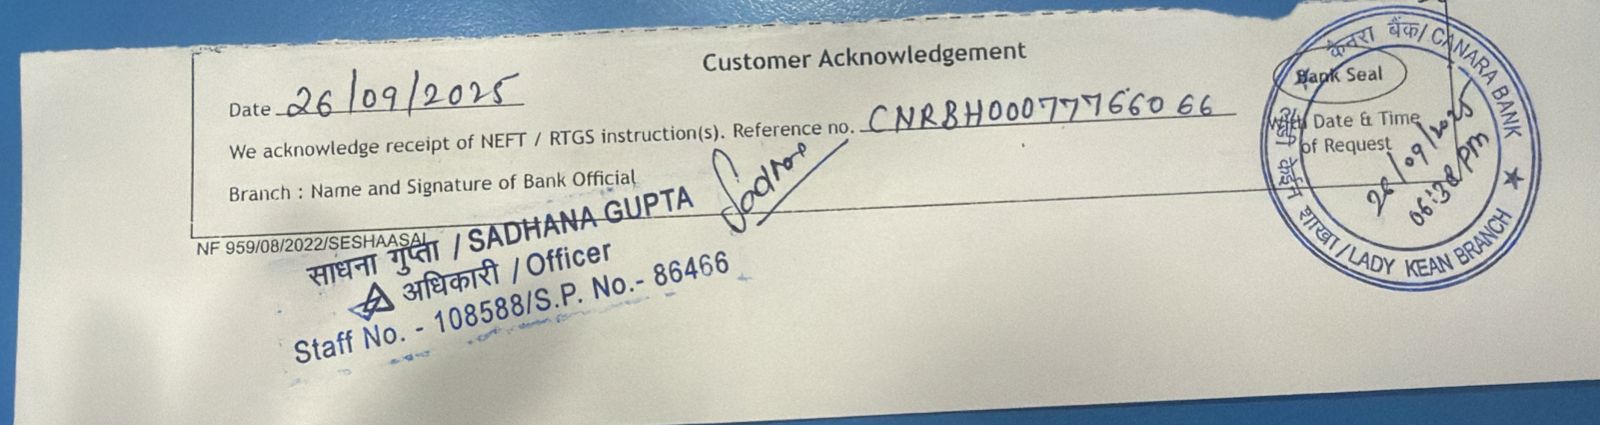 Customer Acknowledgement
Date 26/09/2025
We acknowledge receipt of NEFT / RTGS instruction(s). Reference no. CNRBH00077766066
Branch : Name and Signature of Bank Official
NF 959/08/2022/SESHAASAI
साधना गुप्ता / SADHANA GUPTA
अधिकारी / Officer
Staff No. - 108588/S.P. No.- 86466
Bank Seal
With Date & Time
of Request
26/09/2025
06:38/PM
केनरा बैंक/ CANARA BANK
लेडी केईन शाखा/LADY KEAN BRANCH